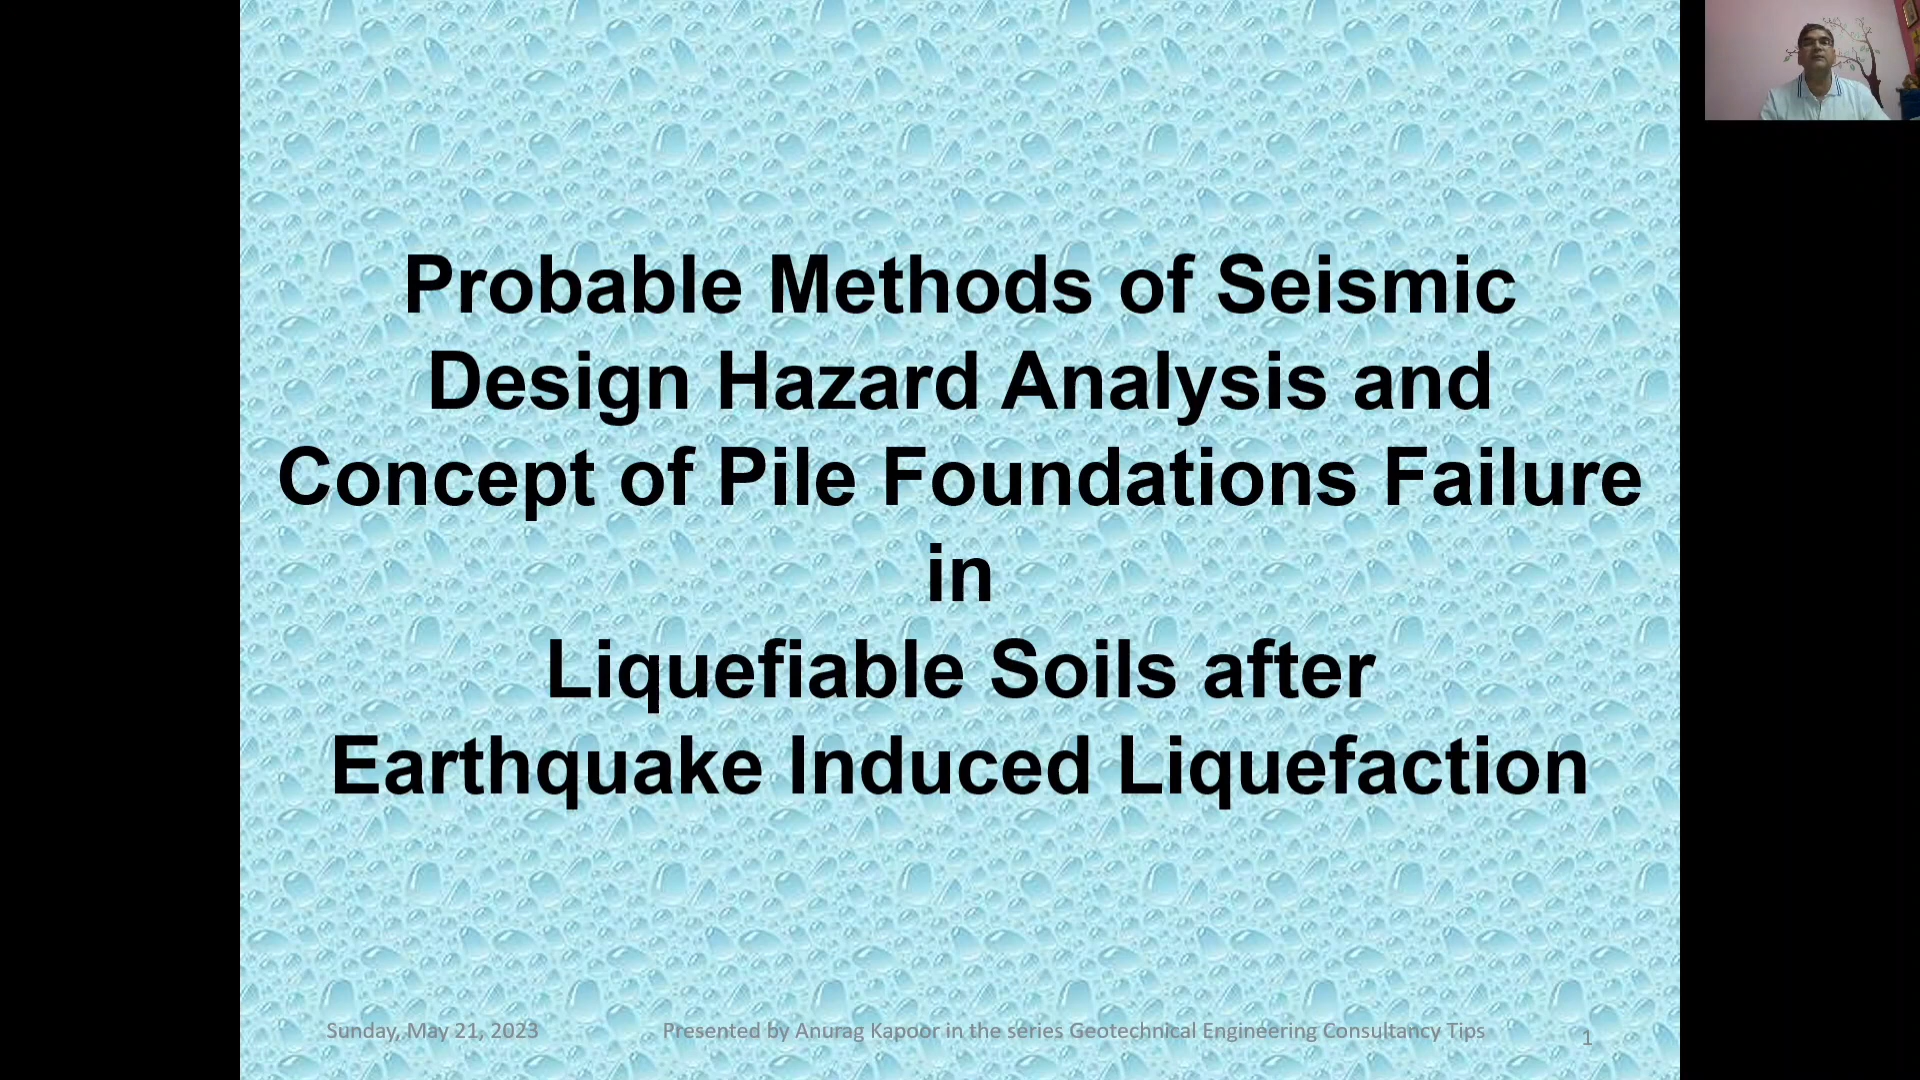 Probable Methods of Seismic
Design Hazard Analysis and
Concept of Pile Foundations Failure
in
Liquefiable Soils after
Earthquake Induced Liquefaction
Sunday, May 21, 2023
Presented by Anurag Kapoor in the series Geotechnical Engineering Consultancy Tips
1